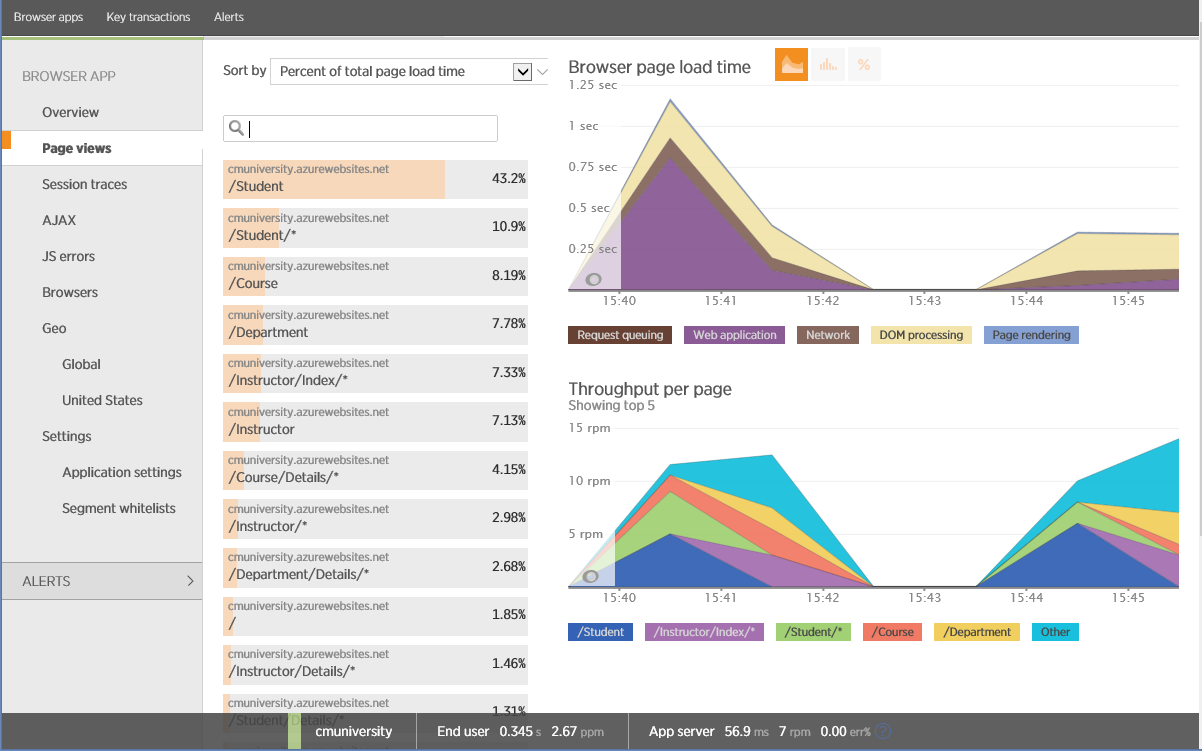 Browser apps Key transactions Alerts
BROWSER APP
Overview
Page views
Session traces
AJAX
JS errors
Browsers
Geo
Global
United States
Settings
Application settings
Segment whitelists
ALERTS
Sort by Percent of total page load time
cmuniversity.azurewebsites.net
/Student 43.2%
cmuniversity.azurewebsites.net
/Student/* 10.9%
cmuniversity.azurewebsites.net
/Course 8.19%
cmuniversity.azurewebsites.net
/Department 7.78%
cmuniversity.azurewebsites.net
/Instructor/Index/* 7.33%
cmuniversity.azurewebsites.net
/Instructor 7.13%
cmuniversity.azurewebsites.net
/Course/Details/* 4.15%
cmuniversity.azurewebsites.net
/Instructor/* 2.98%
cmuniversity.azurewebsites.net
/Department/Details/* 2.68%
cmuniversity.azurewebsites.net
/ 1.85%
cmuniversity.azurewebsites.net
/Instructor/Details/* 1.46%
cmuniversity.azurewebsites.net
/Student/Details/* 1.31%
Browser page load time %
1.25 sec
1 sec
0.75 sec
0.5 sec
0.25 sec
15:40 15:41 15:42 15:43 15:44 15:45
Request queuing Web application Network DOM processing Page rendering
Throughput per page
Showing top 5
15 rpm
10 rpm
5 rpm
15:40 15:41 15:42 15:43 15:44 15:45
/Student /Instructor/Index/* /Student/* /Course /Department Other
cmuniversity End user 0.345 s 2.67 ppm App server 56.9 ms 7 rpm 0.00 err% ?